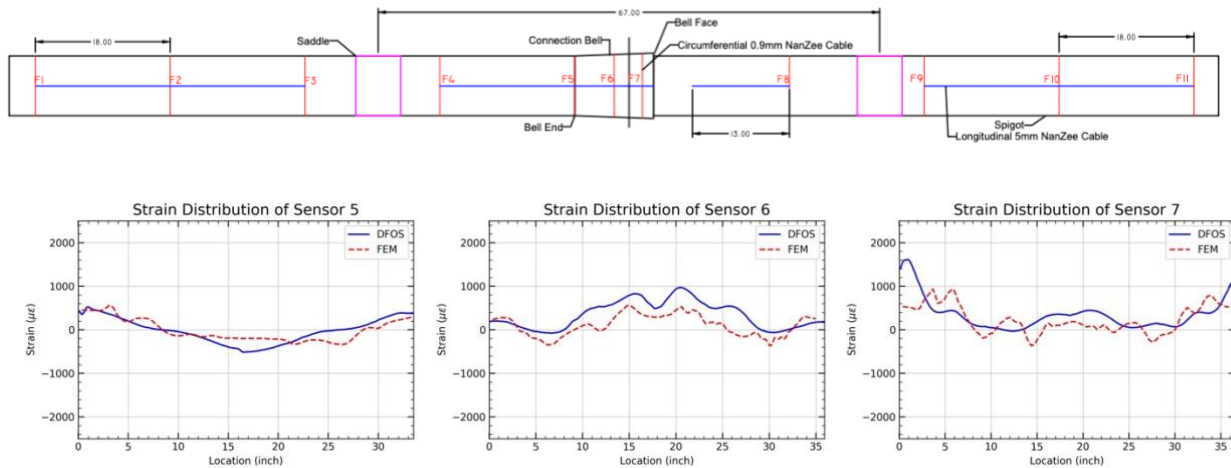 67.00
Bell Face
18.00
Saddle
Connection Bell
Circumferential 0.9mm NanZee Cable
18.00
F1
F2
F3
F4
F5
F6
F7
F8
F9
F10
F11
Bell End
13.00
Spigot
Longitudinal 5mm NanZee Cable
Strain Distribution of Sensor 5
DFOS
FEM
2000
1000
0
−1000
−2000
Strain (με)
0 5 10 15 20 25 30
Location (inch)
Strain Distribution of Sensor 6
DFOS
FEM
2000
1000
0
−1000
−2000
Strain (με)
0 5 10 15 20 25 30 35
Location (inch)
Strain Distribution of Sensor 7
DFOS
FEM
2000
1000
0
−1000
−2000
Strain (με)
0 5 10 15 20 25 30 35
Location (inch)